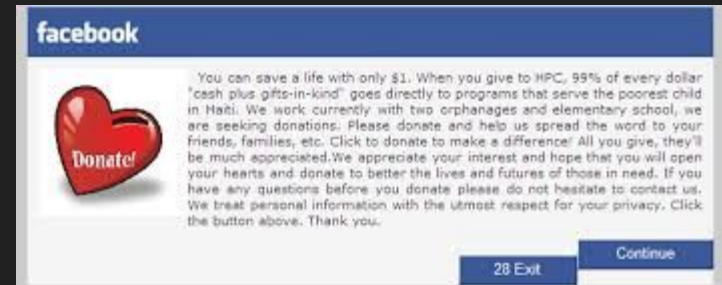 facebook
You can save a life with only $1. When you give to HPC, 99% of every dollar
"cash plus gifts-in-kind" goes directly to programs that serve the poorest child
in Haiti. We work currently with two orphanages and elementary school, we
are seeking donations. Please donate and help us spread the word to your
friends, families, etc. Click to donate to make a difference! All you give, they'll
be much appreciated.We appreciate your interest and hope that you will open
your hearts and donate to better the lives and futures of those in need. If you
have any questions before you donate please do not hesitate to contact us.
We treat personal information with the utmost respect for your privacy. Click
the button above. Thank you.
Donate!
Continue
28 Exit